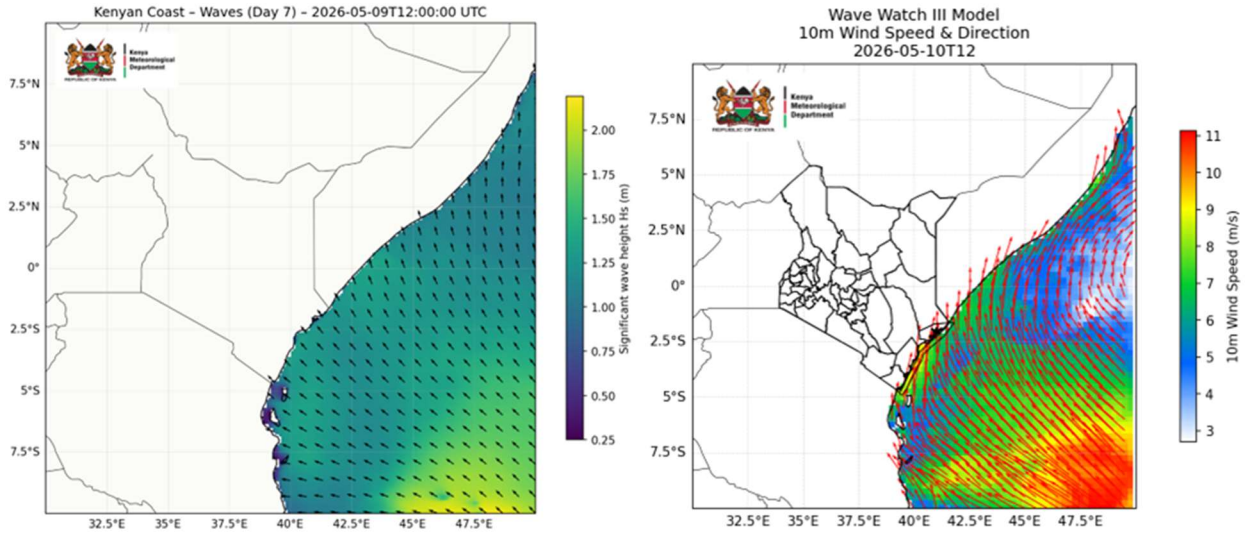 Kenyan Coast – Waves (Day 7) – 2026-05-09T12:00:00 UTC
Kenya
Meteorological
Department
REPUBLIC OF KENYA
7.5°N
5°N
2.5°N
0°
2.5°S
5°S
7.5°S
32.5°E
35°E
37.5°E
40°E
42.5°E
45°E
47.5°E
2.00
1.75
1.50
1.25
1.00
0.75
0.50
0.25
Significant wave height Hs (m)
Wave Watch III Model
10m Wind Speed & Direction
2026-05-10T12
Kenya
Meteorological
Department
REPUBLIC OF KENYA
7.5°N
5°N
2.5°N
0°
2.5°S
5°S
7.5°S
32.5°E
35°E
37.5°E
40°E
42.5°E
45°E
47.5°E
11
10
9
8
7
6
5
4
3
10m Wind Speed (m/s)